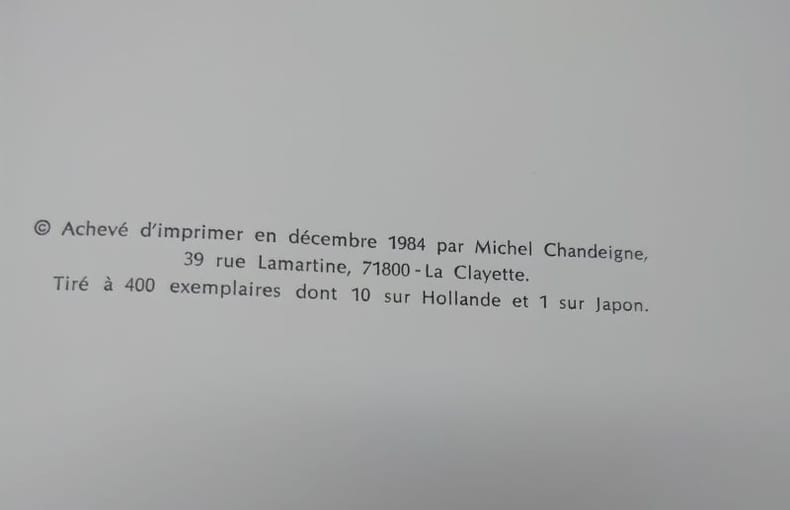 © Achevé d'imprimer en décembre 1984 par Michel Chandeigne,
39 rue Lamartine, 71800 - La Clayette.
Tiré à 400 exemplaires dont 10 sur Hollande et 1 sur Japon.